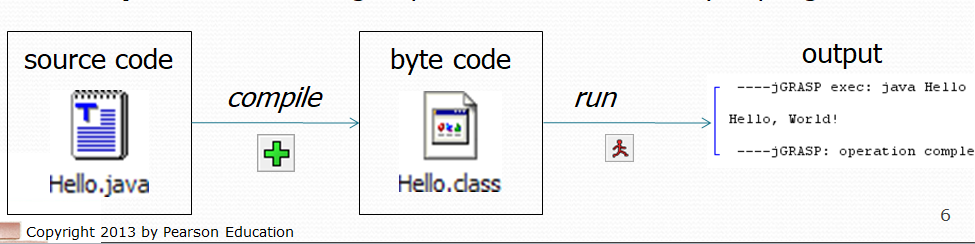 source code
Hello.java
compile
byte code
Hello.class
run
output
----jGRASP exec: java Hello
Hello, World!
----jGRASP: operation comple
6
Copyright 2013 by Pearson Education